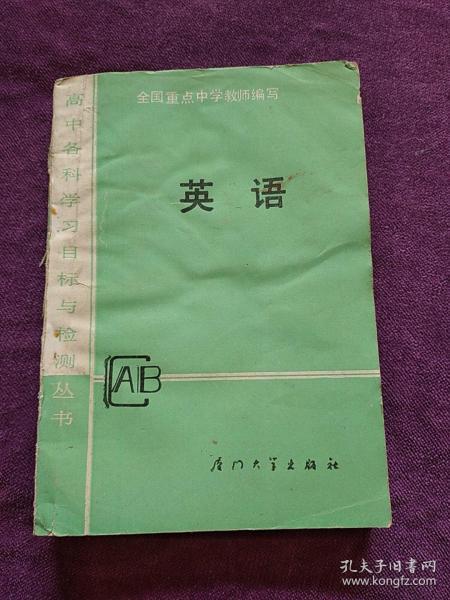 全国重点中学教师编写
高中各科学习目标与检测丛书
英语
CAB
厦门大学出版社
孔夫子旧书网
www.kongfz.com